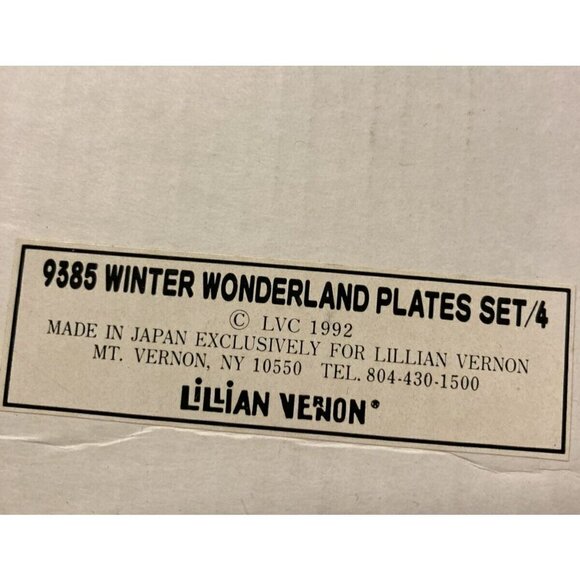 9385 WINTER WONDERLAND PLATES SET/4
© LVC 1992
MADE IN JAPAN EXCLUSIVELY FOR LILLIAN VERNON
MT. VERNON, NY 10550 TEL. 804-430-1500
LILLIAN VERNON®